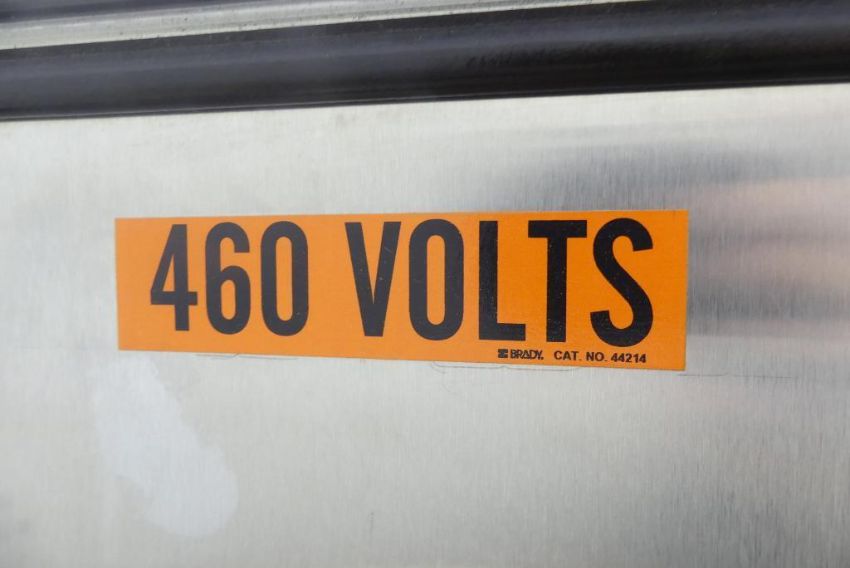 460 VOLTS
BRADY. CAT. NO. 44214